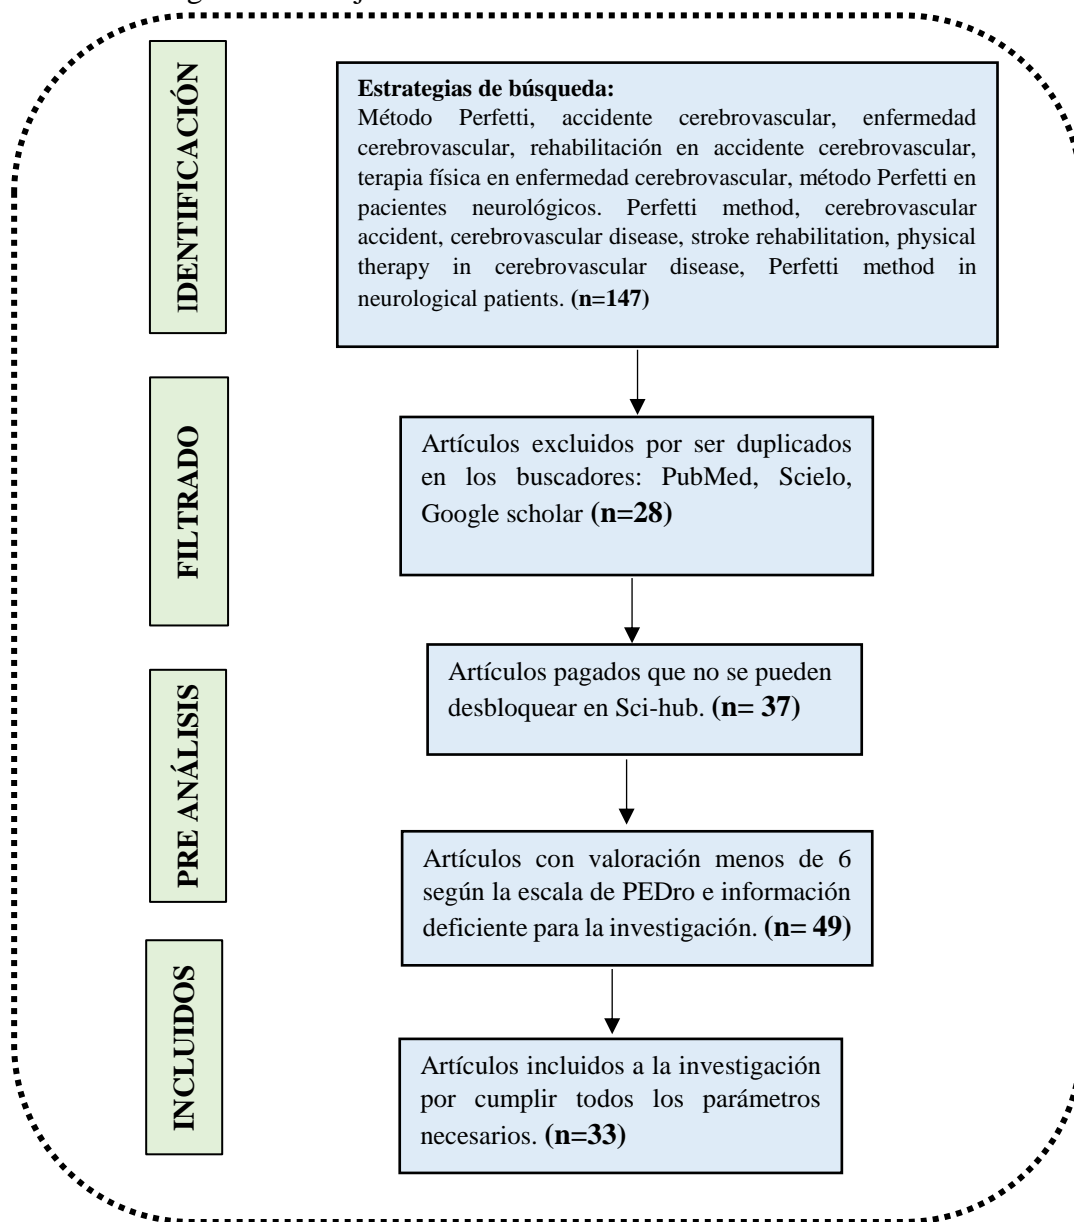 IDENTIFICACIÓN
Estrategias de búsqueda:
Método Perfetti, accidente cerebrovascular, enfermedad
cerebrovascular, rehabilitación en accidente cerebrovascular,
terapia física en enfermedad cerebrovascular, método Perfetti en
pacientes neurológicos. Perfetti method, cerebrovascular
accident, cerebrovascular disease, stroke rehabilitation, physical
therapy in cerebrovascular disease, Perfetti method in
neurological patients. (n=147)
FILTRADO
Artículos excluidos por ser duplicados
en los buscadores: PubMed, Scielo,
Google scholar (n=28)
PRE ANÁLISIS
Artículos pagados que no se pueden
desbloquear en Sci-hub. (n= 37)
Artículos con valoración menos de 6
según la escala de PEDro e información
deficiente para la investigación. (n= 49)
INCLUIDOS
Artículos incluidos a la investigación
por cumplir todos los parámetros
necesarios. (n=33)